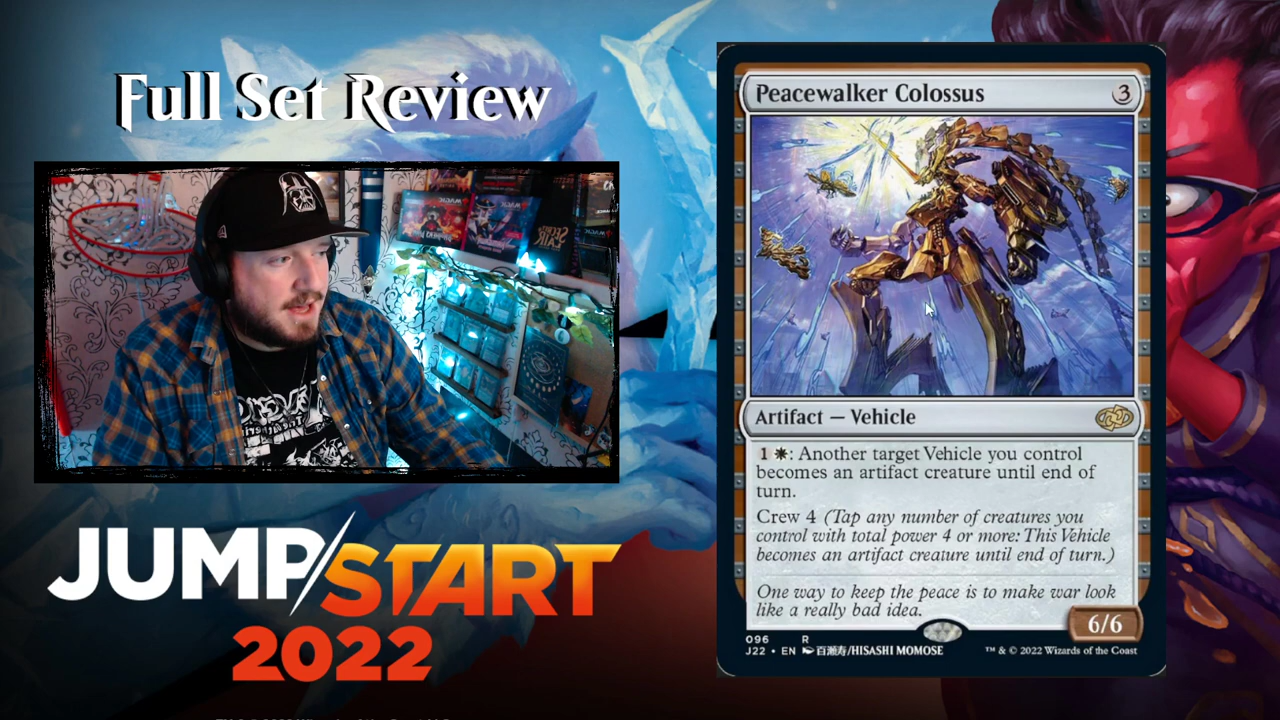 Full Set Review
JUMP/START
2022
Peacewalker Colossus
3
Artifact — Vehicle
1 : Another target Vehicle you control
becomes an artifact creature until end of
turn.
Crew 4 (Tap any number of creatures you
control with total power 4 or more: This Vehicle
becomes an artifact creature until end of turn.)
One way to keep the peace is to make war look
like a really bad idea.
6/6
096 R
J22 • EN 百瀬寿/HISASHI MOMOSE
™ & © 2022 Wizards of the Coast